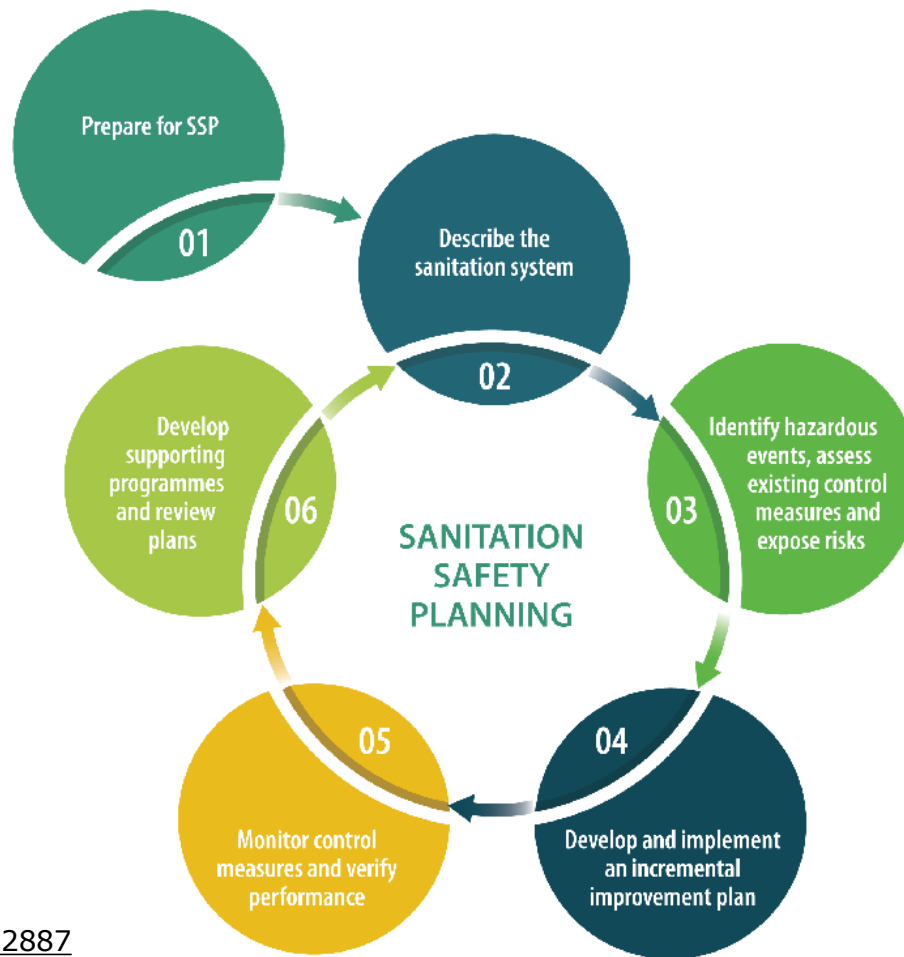 Prepare for SSP
01
Describe the
sanitation system
02
Identify hazardous
events, assess
existing control
measures and
expose risks
03
Develop
supporting
programmes
and review
plans
06
SANITATION
SAFETY
PLANNING
05
Monitor control
measures and verify
performance
04
Develop and implement
an incremental
improvement plan
2887